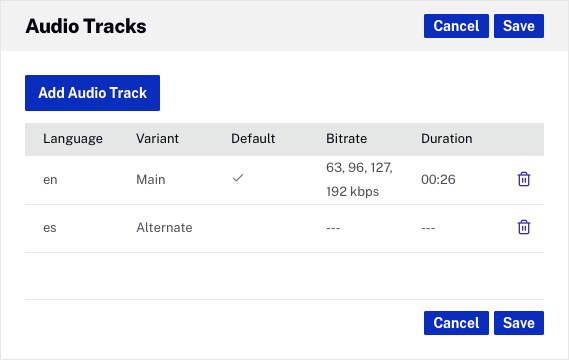 Audio Tracks Cancel Save
Add Audio Track
Language Variant Default Bitrate Duration
en Main 63, 96, 127, 192 kbps 00:26
es Alternate --- ---
Cancel Save